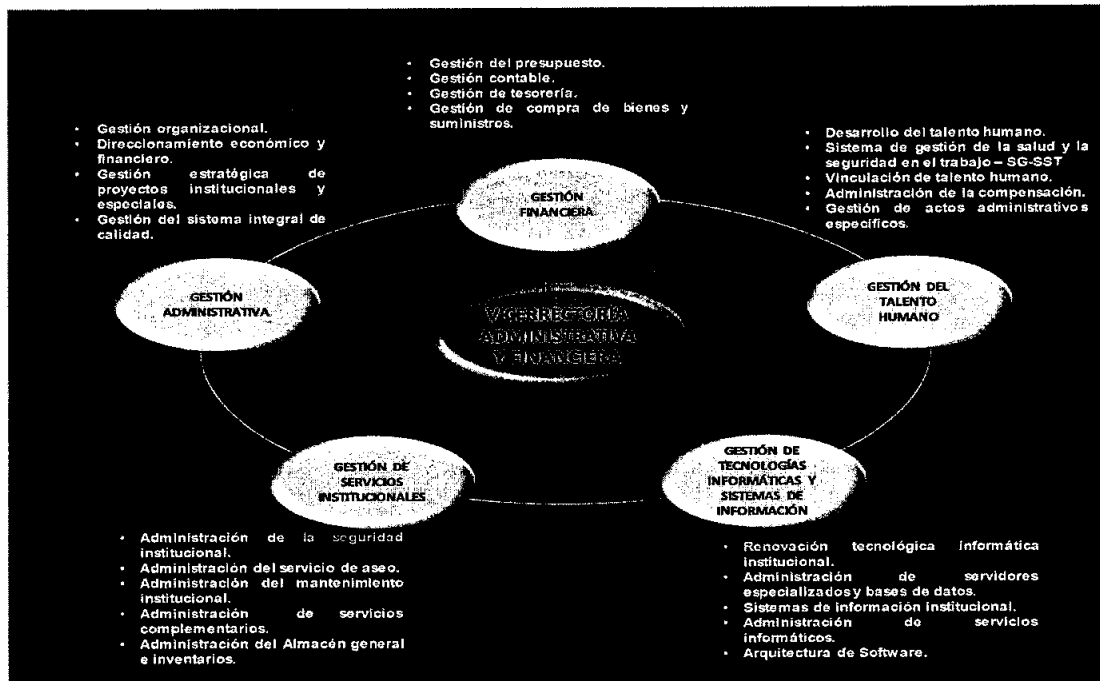 • Gestión del presupuesto.
• Gestión contable.
• Gestión de tesorería.
• Gestión de compra de bienes y
suministros.
• Gestión organizacional.
• Direccionamiento económico y
financiero.
• Gestión estratégica de
proyectos institucionales y
especiales.
• Gestión del sistema integral de
calidad.
• Desarrollo del talento humano.
• Sistema de gestión de la salud y la
seguridad en el trabajo – SG-SST
• Vinculación de talento humano.
• Administración de la compensación.
• Gestión de actos administrativos
específicos.
GESTIÓN
FINANCIERA
GESTIÓN
ADMINISTRATIVA
GESTIÓN DEL
TALENTO
HUMANO
VICERRECTORÍA
ADMINISTRATIVA
Y FINANCIERA
GESTIÓN DE
SERVICIOS
INSTITUCIONALES
GESTIÓN DE
TECNOLOGÍAS
INFORMÁTICAS Y
SISTEMAS DE
INFORMACIÓN
• Administración de la seguridad
institucional.
• Administración del servicio de aseo.
• Administración del mantenimiento
institucional.
• Administración de servicios
complementarios.
• Administración del Almacén general
e inventarios.
• Renovación tecnológica informática
institucional.
• Administración de servidores
especializados y bases de datos.
• Sistemas de información institucional.
• Administración de servicios
informáticos.
• Arquitectura de Software.